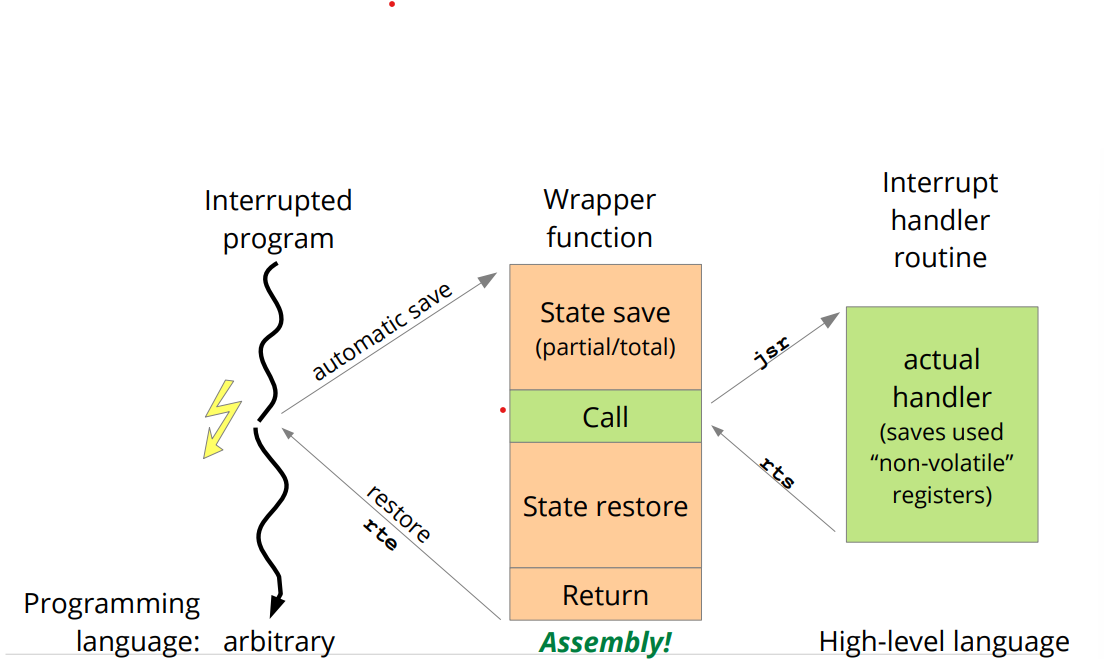 Interrupted
program
Wrapper
function
Interrupt
handler
routine
automatic save
State save
(partial/total)
Call
State restore
Return
jsr
rts
actual
handler
(saves used
“non-volatile”
registers)
restore
rte
Programming
language:
arbitrary
Assembly!
High-level language